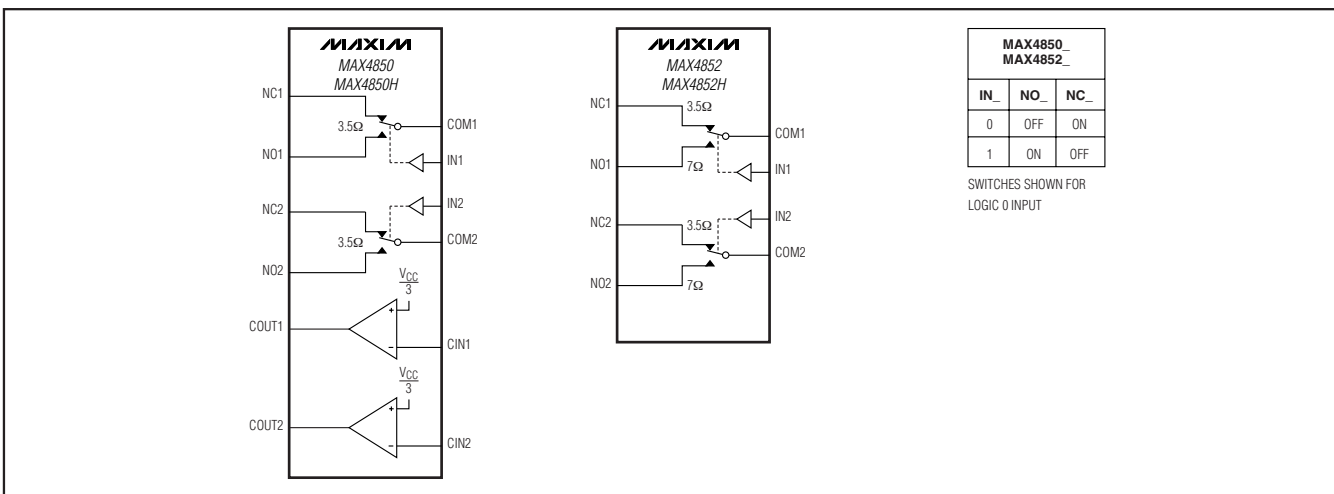 MAXIM
MAX4850
MAX4850H
NC1
3.5Ω
COM1
NO1
IN1
IN2
NC2
3.5Ω
COM2
NO2
VCC
3
+
COUT1
−
CIN1
VCC
3
+
COUT2
−
CIN2
MAXIM
MAX4852
MAX4852H
NC1
3.5Ω
COM1
NO1
7Ω
IN1
IN2
NC2
3.5Ω
COM2
NO2
7Ω
MAX4850_
MAX4852_
IN_ NO_ NC_
0 OFF ON
1 ON OFF
SWITCHES SHOWN FOR
LOGIC 0 INPUT